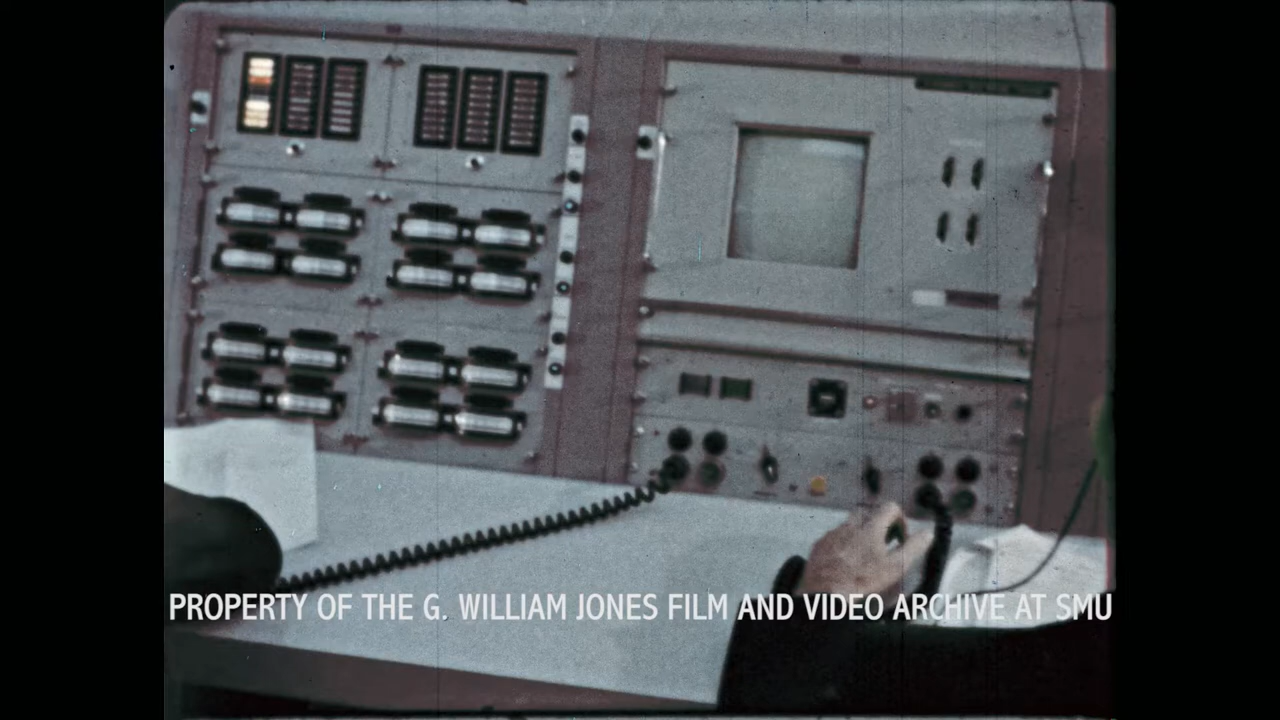 PROPERTY OF THE G. WILLIAM JONES FILM AND VIDEO ARCHIVE AT SMU